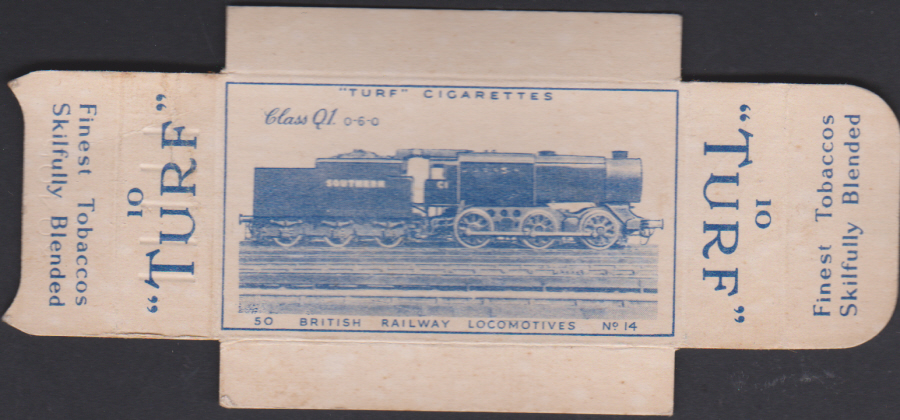 Finest Tobaccos
Skilfully Blended
10
"TURF"
"TURF" CIGARETTES
Class Q1. 0-6-0
SOUTHERN
C1
50 BRITISH RAILWAY LOCOMOTIVES Nº 14
"TURF"
10
Finest Tobaccos
Skilfully Blended